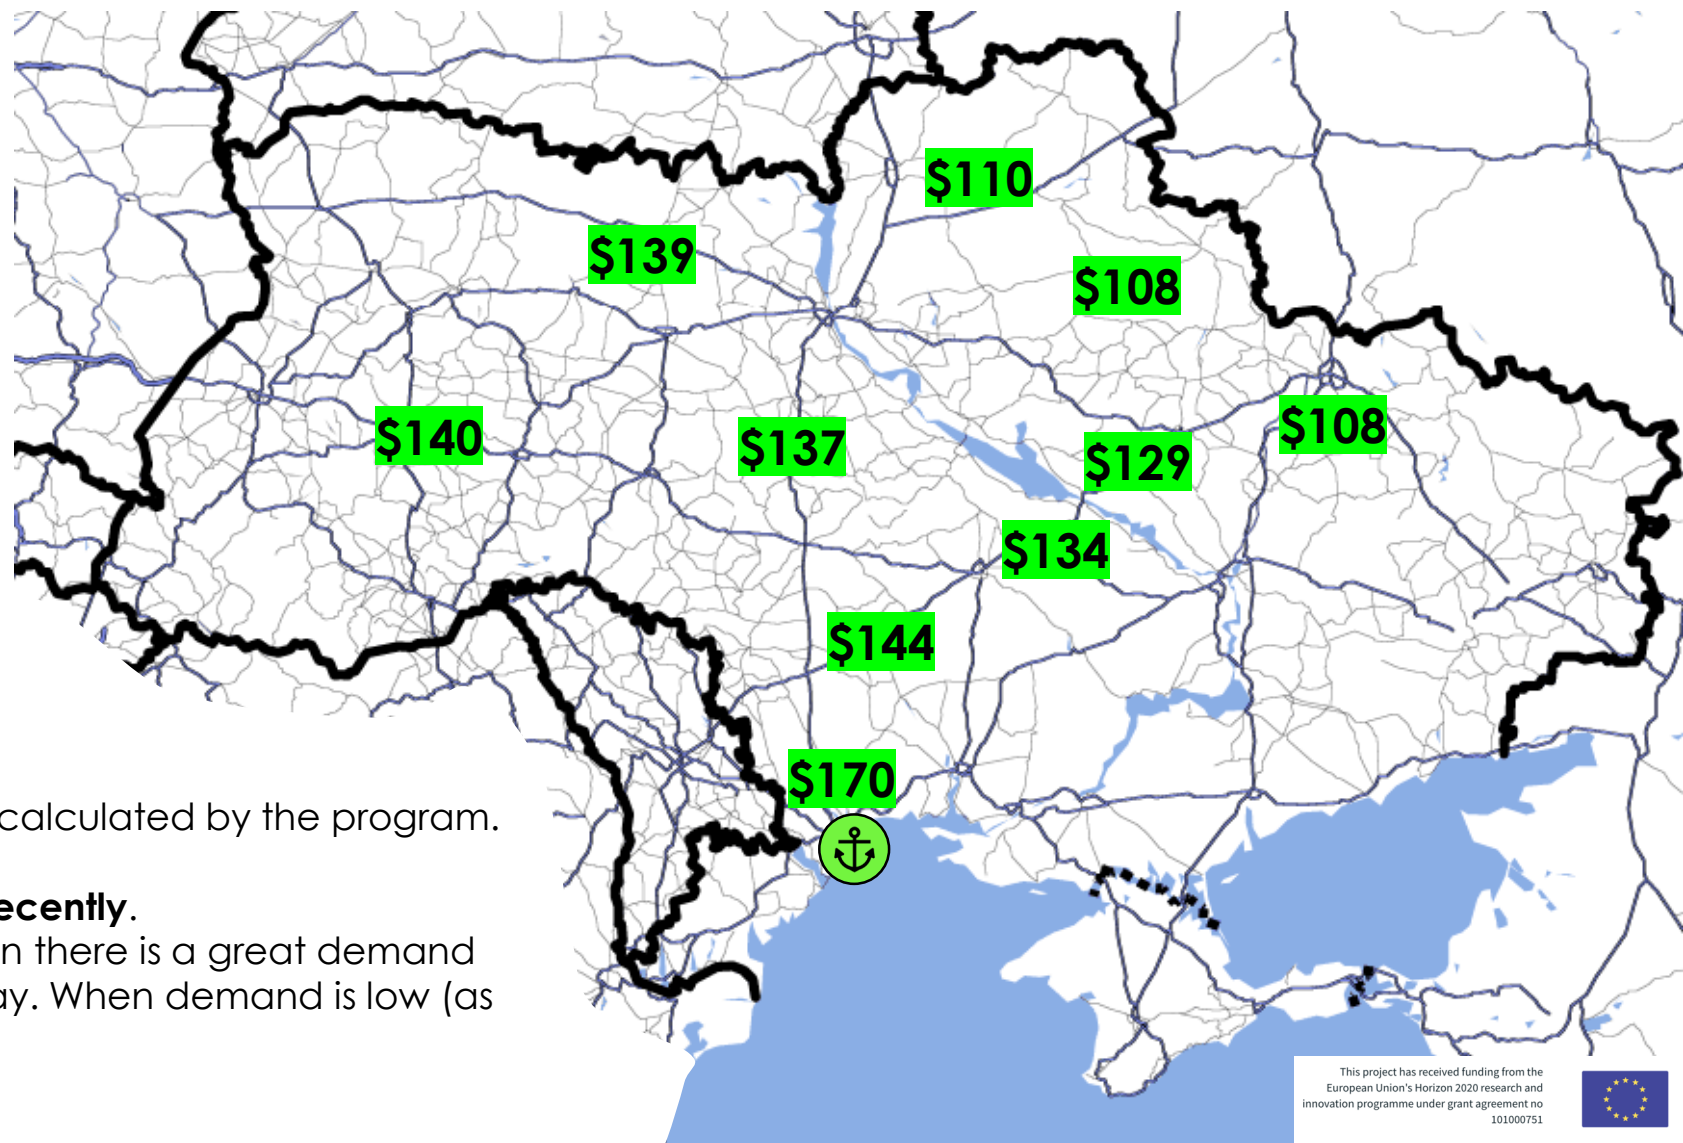 $110
$139
$108
$108
$140
$137
$129
$134
$144
$170
calculated by the program.
ecently.
n there is a great demand
ay. When demand is low (as
This project has received funding from the
European Union's Horizon 2020 research and
innovation programme under grant agreement no
101000751